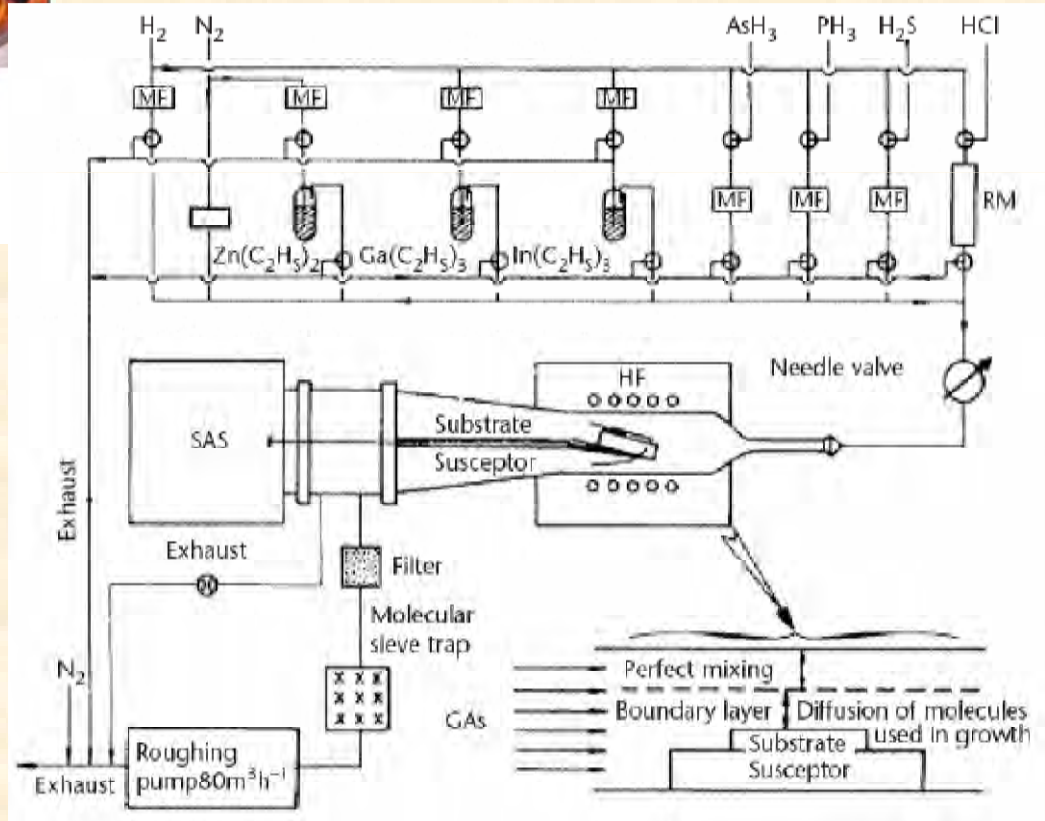 H₂ N₂ AsH₃ PH₃ H₂S HCl
MF MF MF MF
MF MF MF RM
Zn(C₂H₅)₂ Ga(C₂H₅)₃ In(C₂H₅)₃
HF
Needle valve
SAS
Substrate
Susceptor
Exhaust
Exhaust
Filter
Molecular
sieve trap
N₂
Roughing
pump80m³h⁻¹
Exhaust
GAs
Perfect mixing
Boundary layer
Diffusion of molecules
used in growth
Substrate
Susceptor